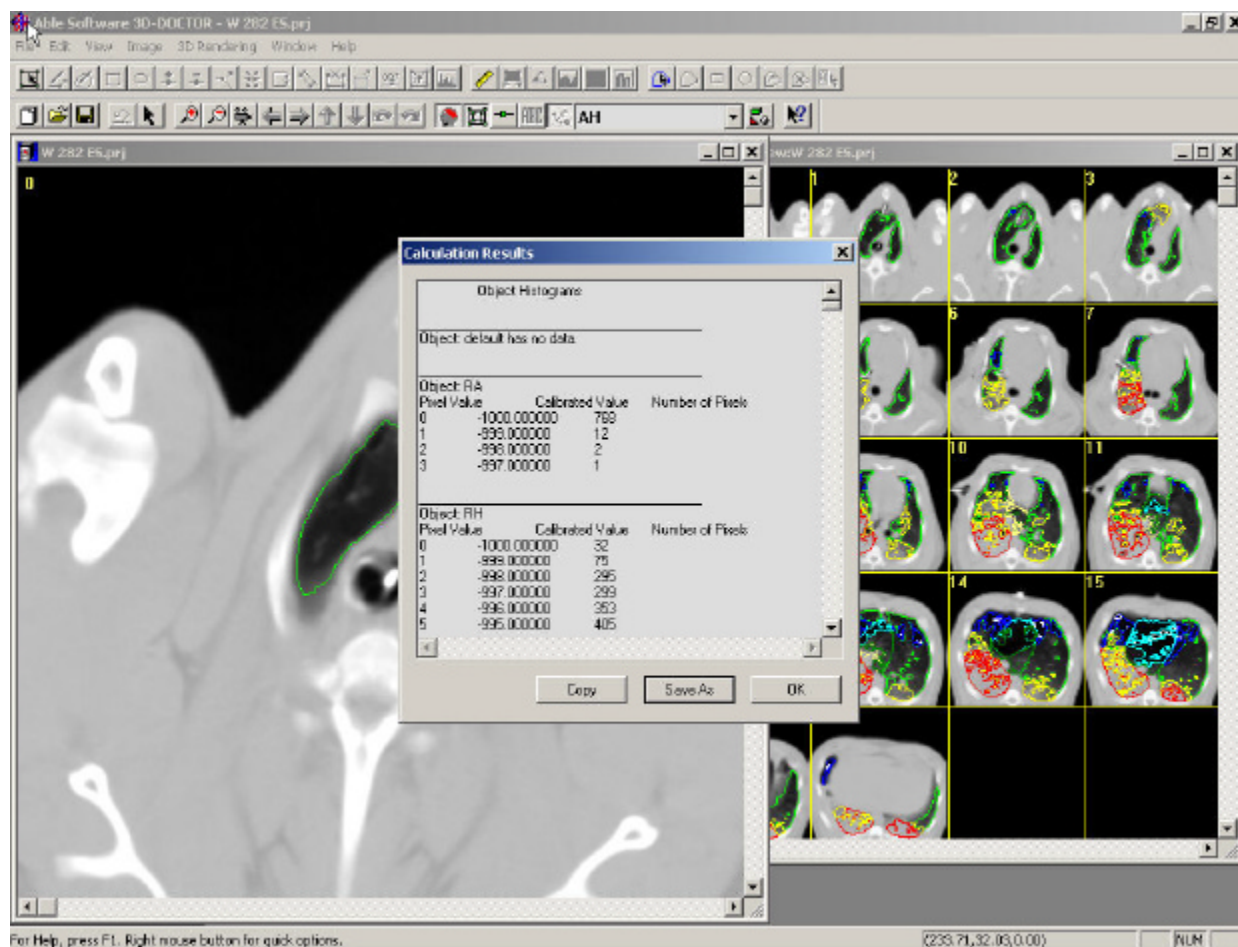 Able Software 3D-DOCTOR - W 282 ES.prj
File Edit View Image 3D Rendering Window Help
AH
W 282 ES.prj
W 282 ES.prj
0
1
2
3
6
7
10
11
14
15
Calculation Results
Object Histograms
Object: default has no data.
Object: RA
Pixel Value Calibrated Value Number of Pixels
0 -1000.000000
1 -999.000000 12
2 -998.000000 2
3 -997.000000 1
Object: RH
Pixel Value Calibrated Value Number of Pixels
0 -1000.000000 32
1 -999.000000 75
2 -998.000000 295
3 -997.000000 299
4 -996.000000 353
5 -995.000000 405
Copy Save As OK
For Help, press F1. Right mouse button for quick options.
(233.71,32.03,0.00)
NUM